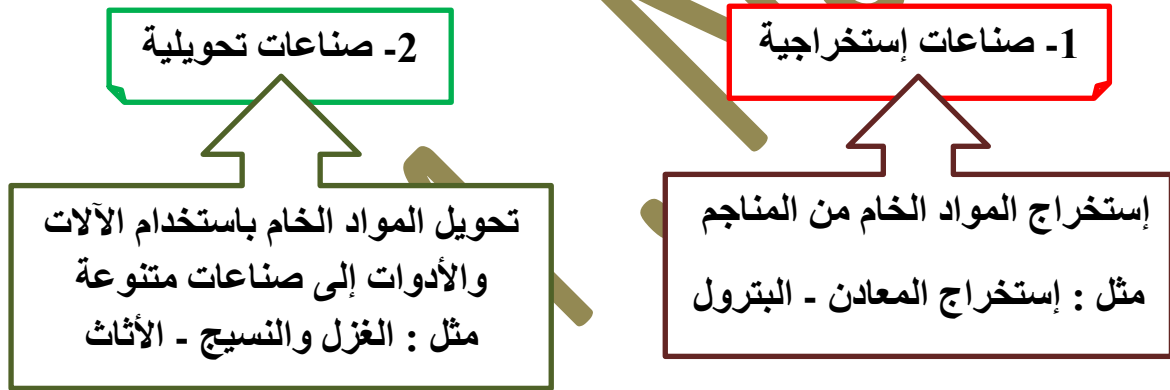 1- صناعات إستخراجية
إستخراج المواد الخام من المناجم
مثل : إستخراج المعادن - البترول
2- صناعات تحويلية
تحويل المواد الخام باستخدام الآلات
والأدوات إلى صناعات متنوعة
مثل : الغزل والنسيج - الأثاث